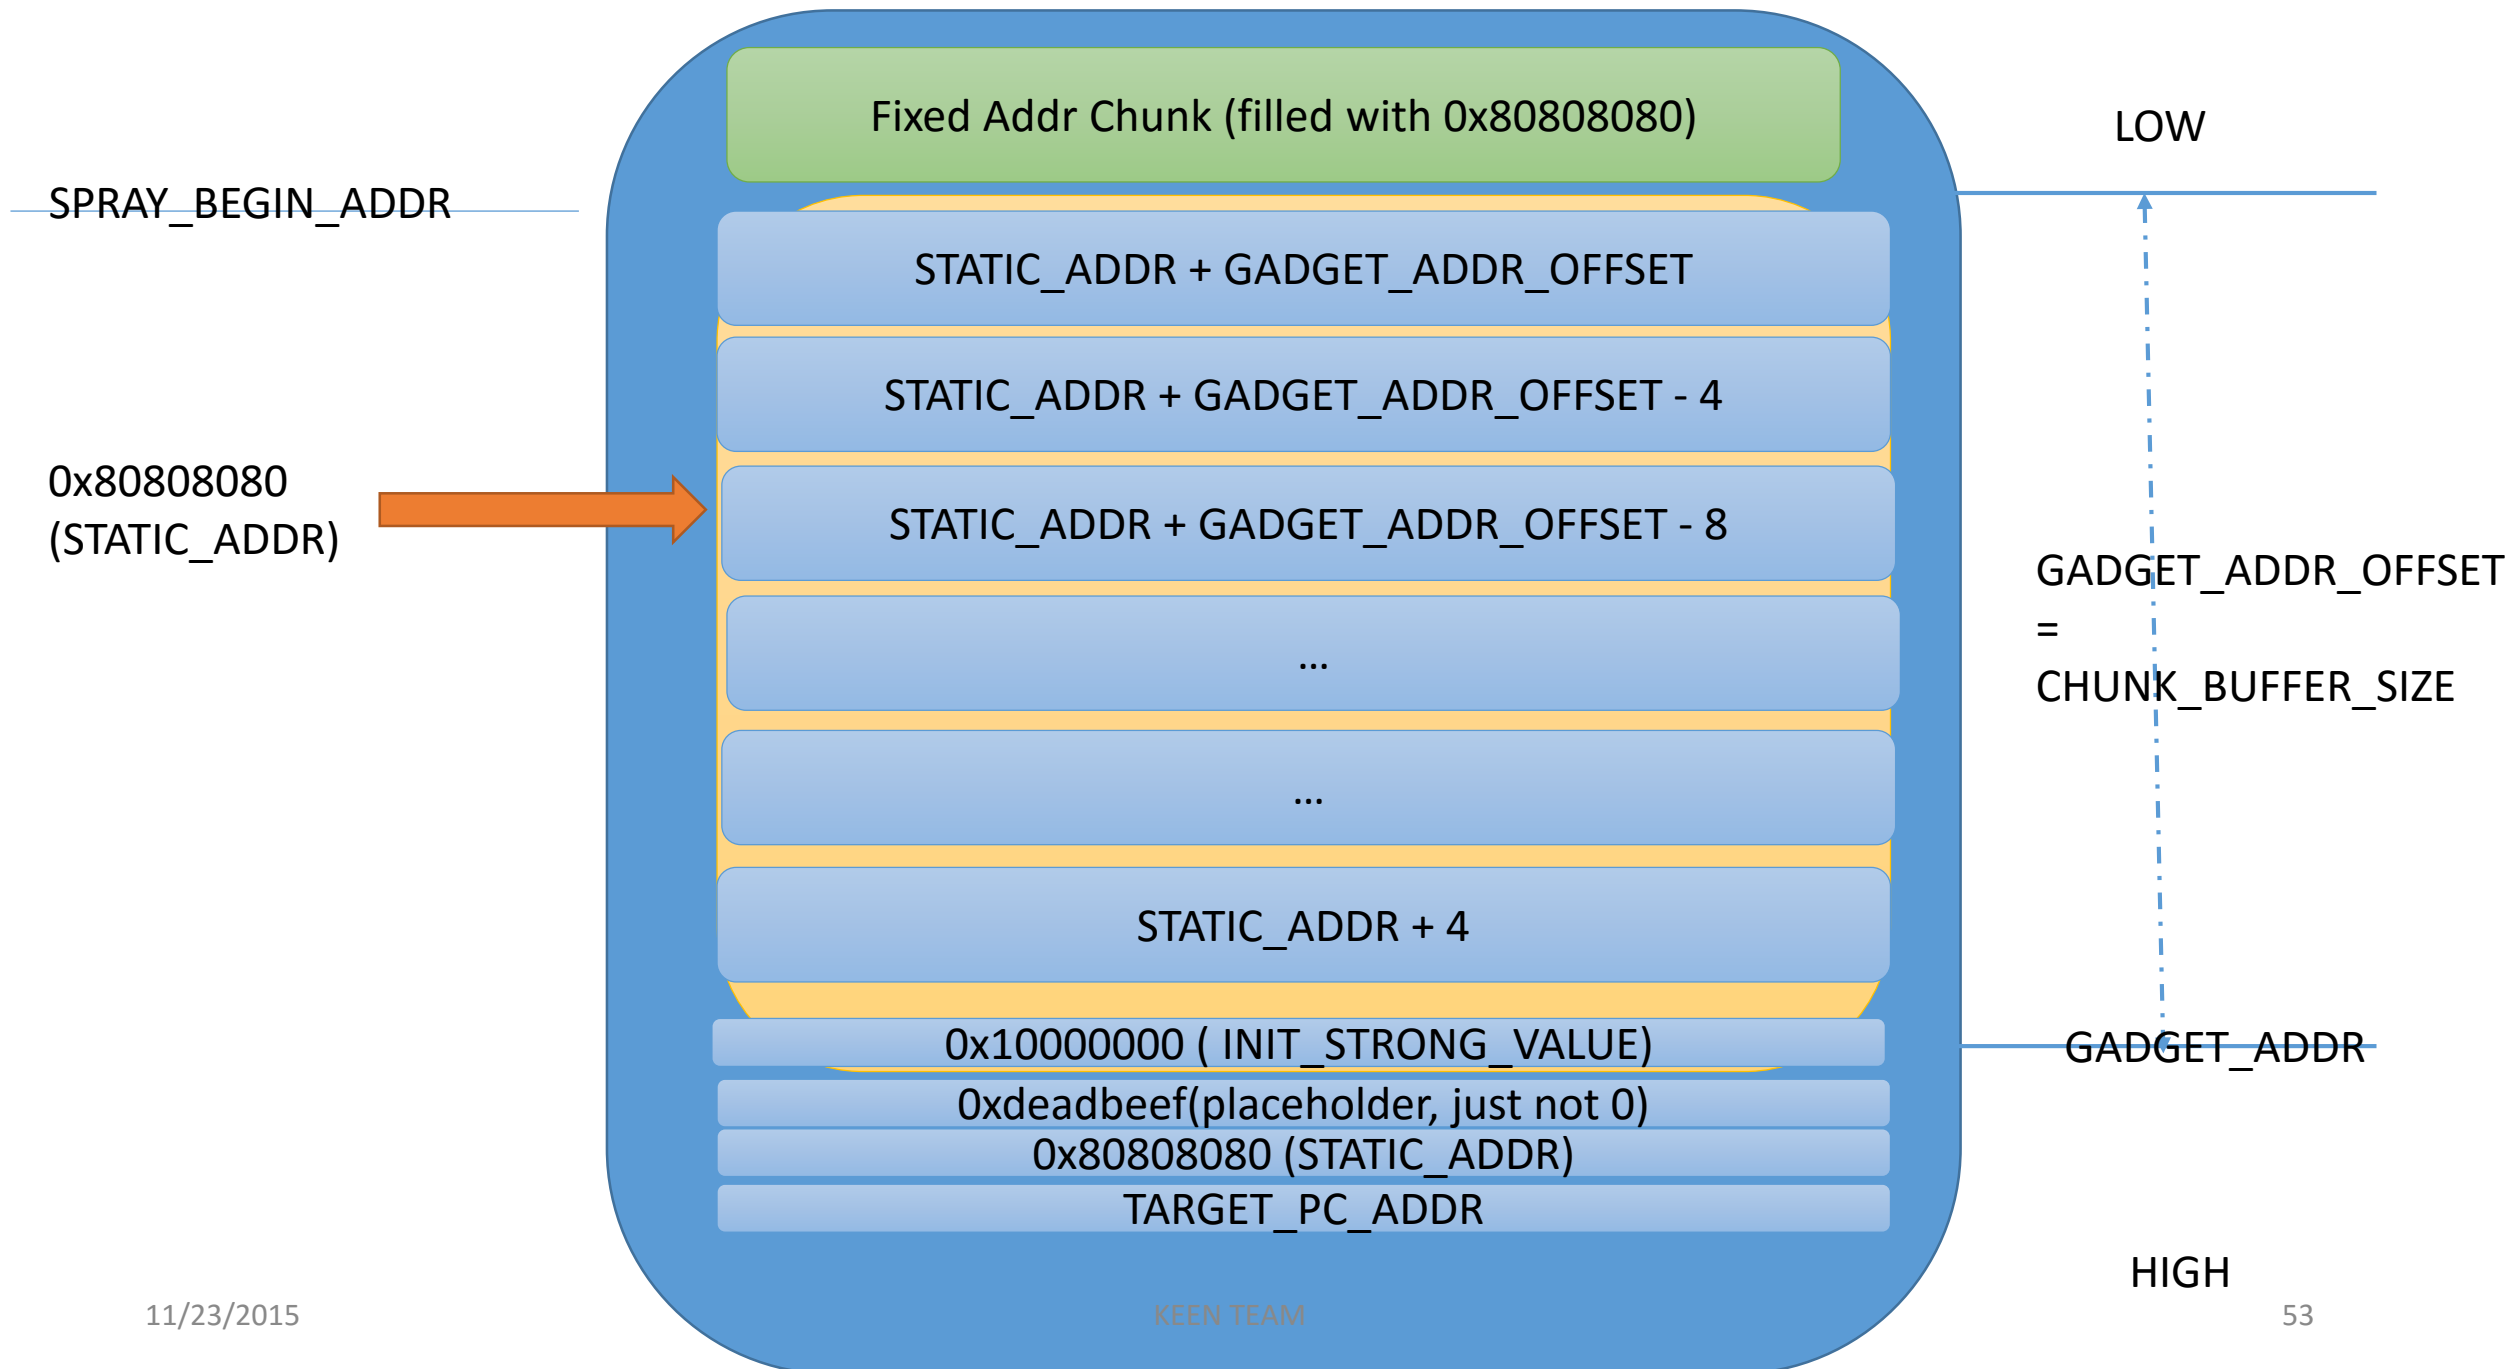 Fixed Addr Chunk (filled with 0x80808080)
LOW
SPRAY_BEGIN_ADDR
STATIC_ADDR + GADGET_ADDR_OFFSET
STATIC_ADDR + GADGET_ADDR_OFFSET - 4
0x80808080
(STATIC_ADDR)
STATIC_ADDR + GADGET_ADDR_OFFSET - 8
GADGET_ADDR_OFFSET
=
CHUNK_BUFFER_SIZE
...
...
STATIC_ADDR + 4
0x10000000 ( INIT_STRONG_VALUE)
GADGET_ADDR
0xdeadbeef(placeholder, just not 0)
0x80808080 (STATIC_ADDR)
TARGET_PC_ADDR
HIGH
11/23/2015
KEEN TEAM
53